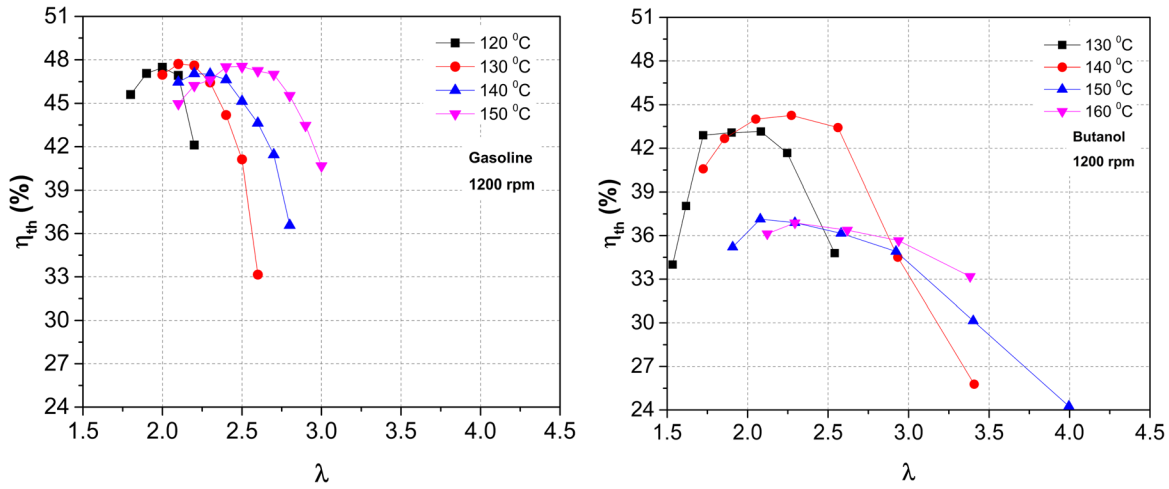 51
48
45
42
39
36
33
30
27
24
η_th (%)
120 ⁰C
130 ⁰C
140 ⁰C
150 ⁰C
Gasoline
1200 rpm
1.5 2.0 2.5 3.0 3.5 4.0 4.5
λ
51
48
45
42
39
36
33
30
27
24
η_th (%)
130 ⁰C
140 ⁰C
150 ⁰C
160 ⁰C
Butanol
1200 rpm
1.5 2.0 2.5 3.0 3.5 4.0 4.5
λ